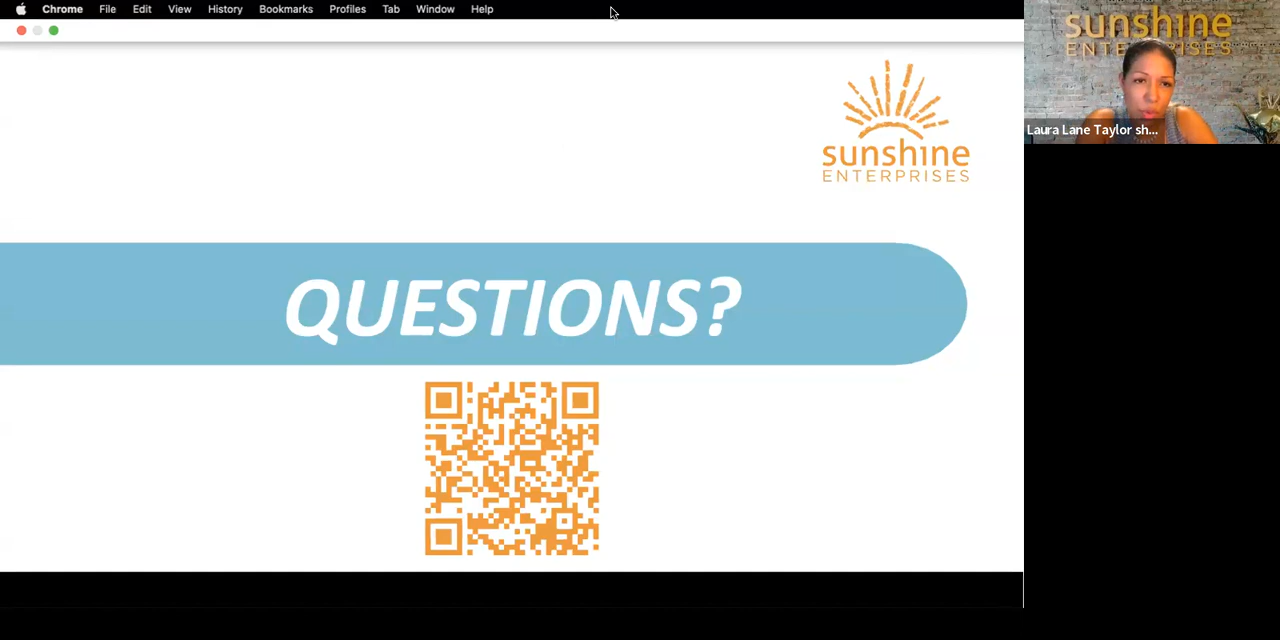 Chrome File Edit View History Bookmarks Profiles Tab Window Help
sunshine
ENTERPRISES
QUESTIONS?
sunshine
ENTERPRISES
Laura Lane Taylor sh...